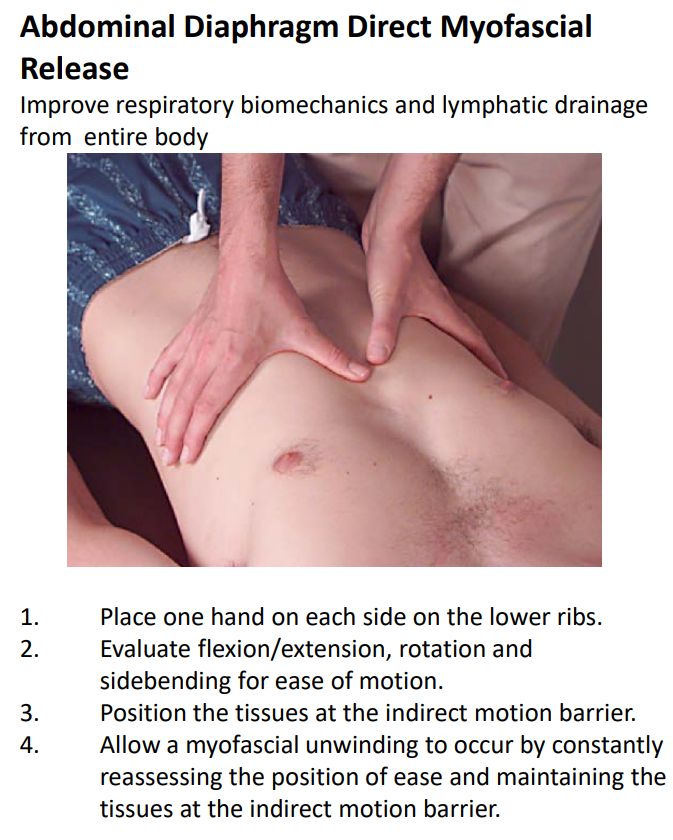 Abdominal Diaphragm Direct Myofascial
Release
Improve respiratory biomechanics and lymphatic drainage
from  entire body
1. Place one hand on each side on the lower ribs.
2. Evaluate flexion/extension, rotation and
sidebending for ease of motion.
3. Position the tissues at the indirect motion barrier.
4. Allow a myofascial unwinding to occur by constantly
reassessing the position of ease and maintaining the
tissues at the indirect motion barrier.